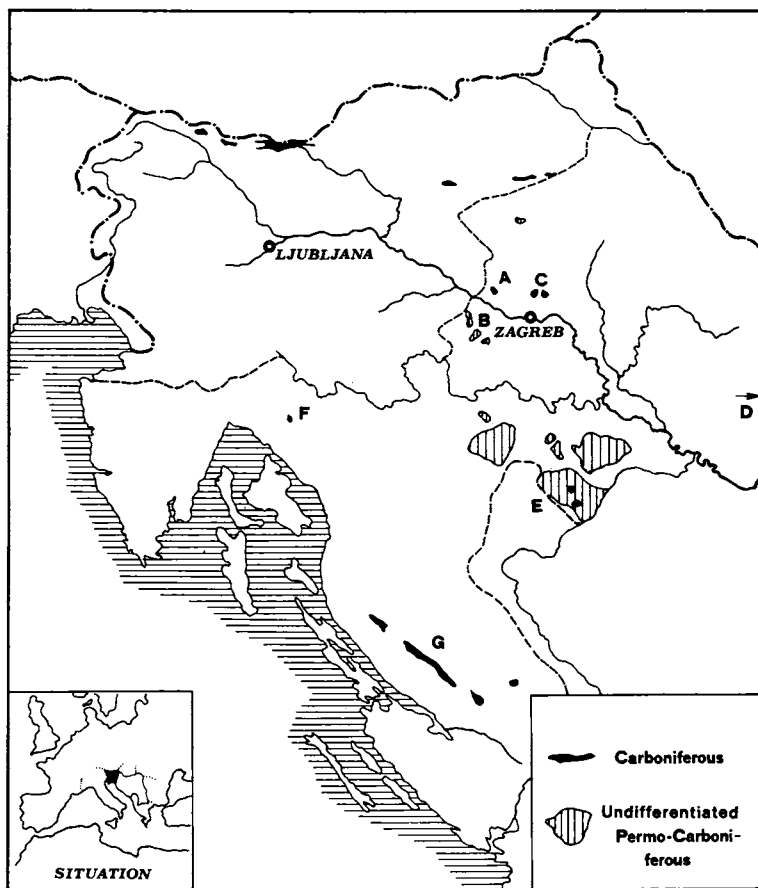 LJUBLJANA
A
C
B
ZAGREB
D
F
E
G
SITUATION
Carboniferous
Undifferentiated
Permo-Carboni-
ferous